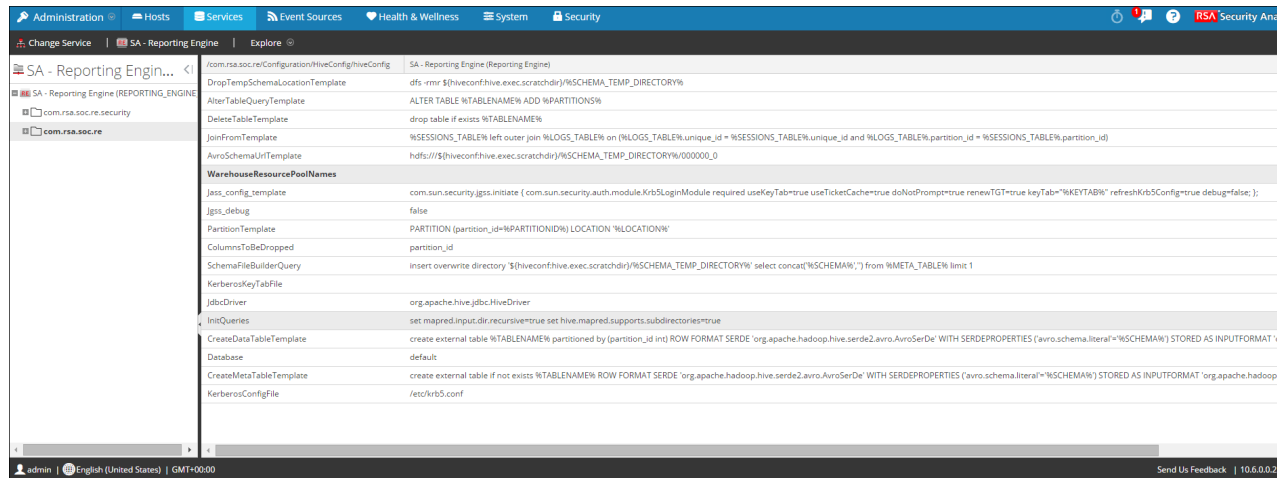 Administration Hosts Services Event Sources Health & Wellness System Security 1 ? RSA Security Ana
Change Service | SA - Reporting Engine | Explore
SA - Reporting Engin...
SA - Reporting Engine (REPORTING_ENGINE
com.rsa.soc.re.security
com.rsa.soc.re
/com.rsa.soc.re/Configuration/HiveConfig/hiveConfig SA - Reporting Engine (Reporting Engine)
DropTempSchemaLocationTemplate dfs -rmr ${hiveconf:hive.exec.scratchdir}/%SCHEMA_TEMP_DIRECTORY%
AlterTableQueryTemplate ALTER TABLE %TABLENAME% ADD %PARTITIONS%
DeleteTableTemplate drop table if exists %TABLENAME%
JoinFromTemplate %SESSIONS_TABLE% left outer join %LOGS_TABLE% on (%LOGS_TABLE%.unique_id = %SESSIONS_TABLE%.unique_id and %LOGS_TABLE%.partition_id = %SESSIONS_TABLE%.partition_id)
AvroSchemaUrlTemplate hdfs:///${hiveconf:hive.exec.scratchdir}/%SCHEMA_TEMP_DIRECTORY%/000000_0
WarehouseResourcePoolNames
Jass_config_template com.sun.security.jgss.initiate { com.sun.security.auth.module.Krb5LoginModule required useKeyTab=true useTicketCache=true doNotPrompt=true renewTGT=true keyTab="%KEYTAB%" refreshKrb5Config=true debug=false; };
Jgss_debug false
PartitionTemplate PARTITION (partition_id=%PARTITIONID%) LOCATION '%LOCATION%'
ColumnsToBeDropped partition_id
SchemaFileBuilderQuery insert overwrite directory '${hiveconf:hive.exec.scratchdir}/%SCHEMA_TEMP_DIRECTORY%' select concat('%SCHEMA%','') from %META_TABLE% limit 1
KerberosKeyTabFile
JdbcDriver org.apache.hive.jdbc.HiveDriver
InitQueries set mapred.input.dir.recursive=true set hive.mapred.supports.subdirectories=true
CreateDataTableTemplate create external table %TABLENAME% partitioned by (partition_id int) ROW FORMAT SERDE 'org.apache.hadoop.hive.serde2.avro.AvroSerDe' WITH SERDEPROPERTIES ('avro.schema.literal'='%SCHEMA%') STORED AS INPUTFORMAT '
Database default
CreateMetaTableTemplate create external table if not exists %TABLENAME% ROW FORMAT SERDE 'org.apache.hadoop.hive.serde2.avro.AvroSerDe' WITH SERDEPROPERTIES ('avro.schema.literal'='%SCHEMA%') STORED AS INPUTFORMAT 'org.apache.hadoop
KerberosConfigFile /etc/krb5.conf
admin | English (United States) | GMT+00:00 Send Us Feedback | 10.6.0.0.2